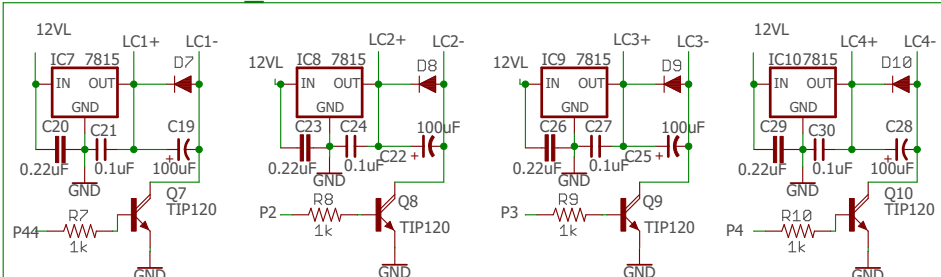 12VL LC1+ LC1-
IC7 7815 D7
IN OUT
GND
C20 C21 C19
0.22uF 0.1uF 100uF
GND
Q7
TIP120
P44 R7
1k
GND
LC2+ LC2-
12VL IC8 7815 D8
IN OUT
GND
C23 C24 100uF
0.22uF 0.1uF C22
GND
Q8
TIP120
P2 R8
1k
GND
LC3+ LC3-
12VL IC9 7815 D9
IN OUT
GND
C26 C27 100uF
0.22uF 0.1uF C25
GND
Q9
TIP120
P3 R9
1k
GND
LC4+ LC4-
12VL IC10 7815 D10
IN OUT
GND
C29 C30 C28
0.22uF 0.1uF 100uF
GND
Q10
TIP120
P4 R10
1k
GND